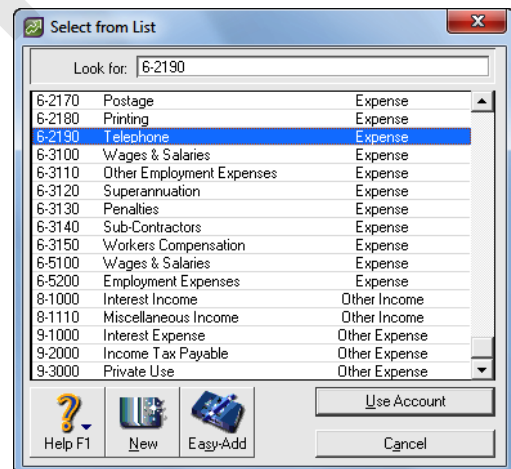 Select from List
Look for: 6-2190
6-2170 Postage Expense
6-2180 Printing Expense
6-2190 Telephone Expense
6-3100 Wages & Salaries Expense
6-3110 Other Employment Expenses Expense
6-3120 Superannuation Expense
6-3130 Penalties Expense
6-3140 Sub-Contractors Expense
6-3150 Workers Compensation Expense
6-5100 Wages & Salaries Expense
6-5200 Employment Expenses Expense
8-1000 Interest Income Other Income
8-1110 Miscellaneous Income Other Income
9-1000 Interest Expense Other Expense
9-2000 Income Tax Payable Other Expense
9-3000 Private Use Other Expense
Help F1 New Easy-Add
Use Account
Cancel